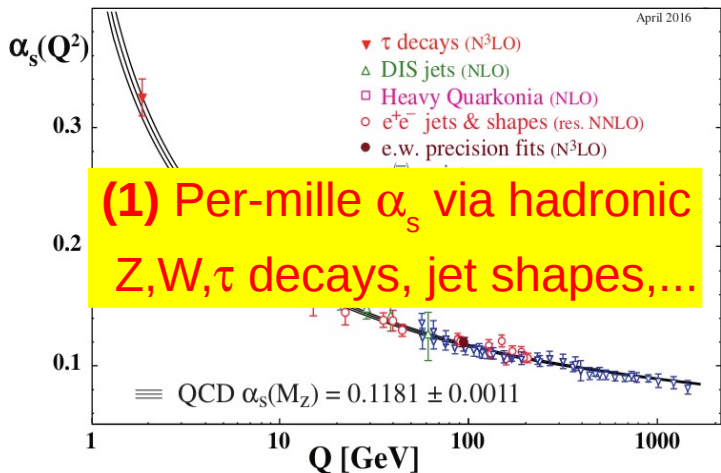 April 2016
αs(Q²)
τ decays (N³LO)
DIS jets (NLO)
Heavy Quarkonia (NLO)
e⁺e⁻ jets & shapes (res. NNLO)
e.w. precision fits (N³LO)
0.3
(1) Per-mille αs via hadronic
Z,W,τ decays, jet shapes,...
0.2
0.1
QCD αs(Mz) = 0.1181 ± 0.0011
1 10 100 1000
Q [GeV]